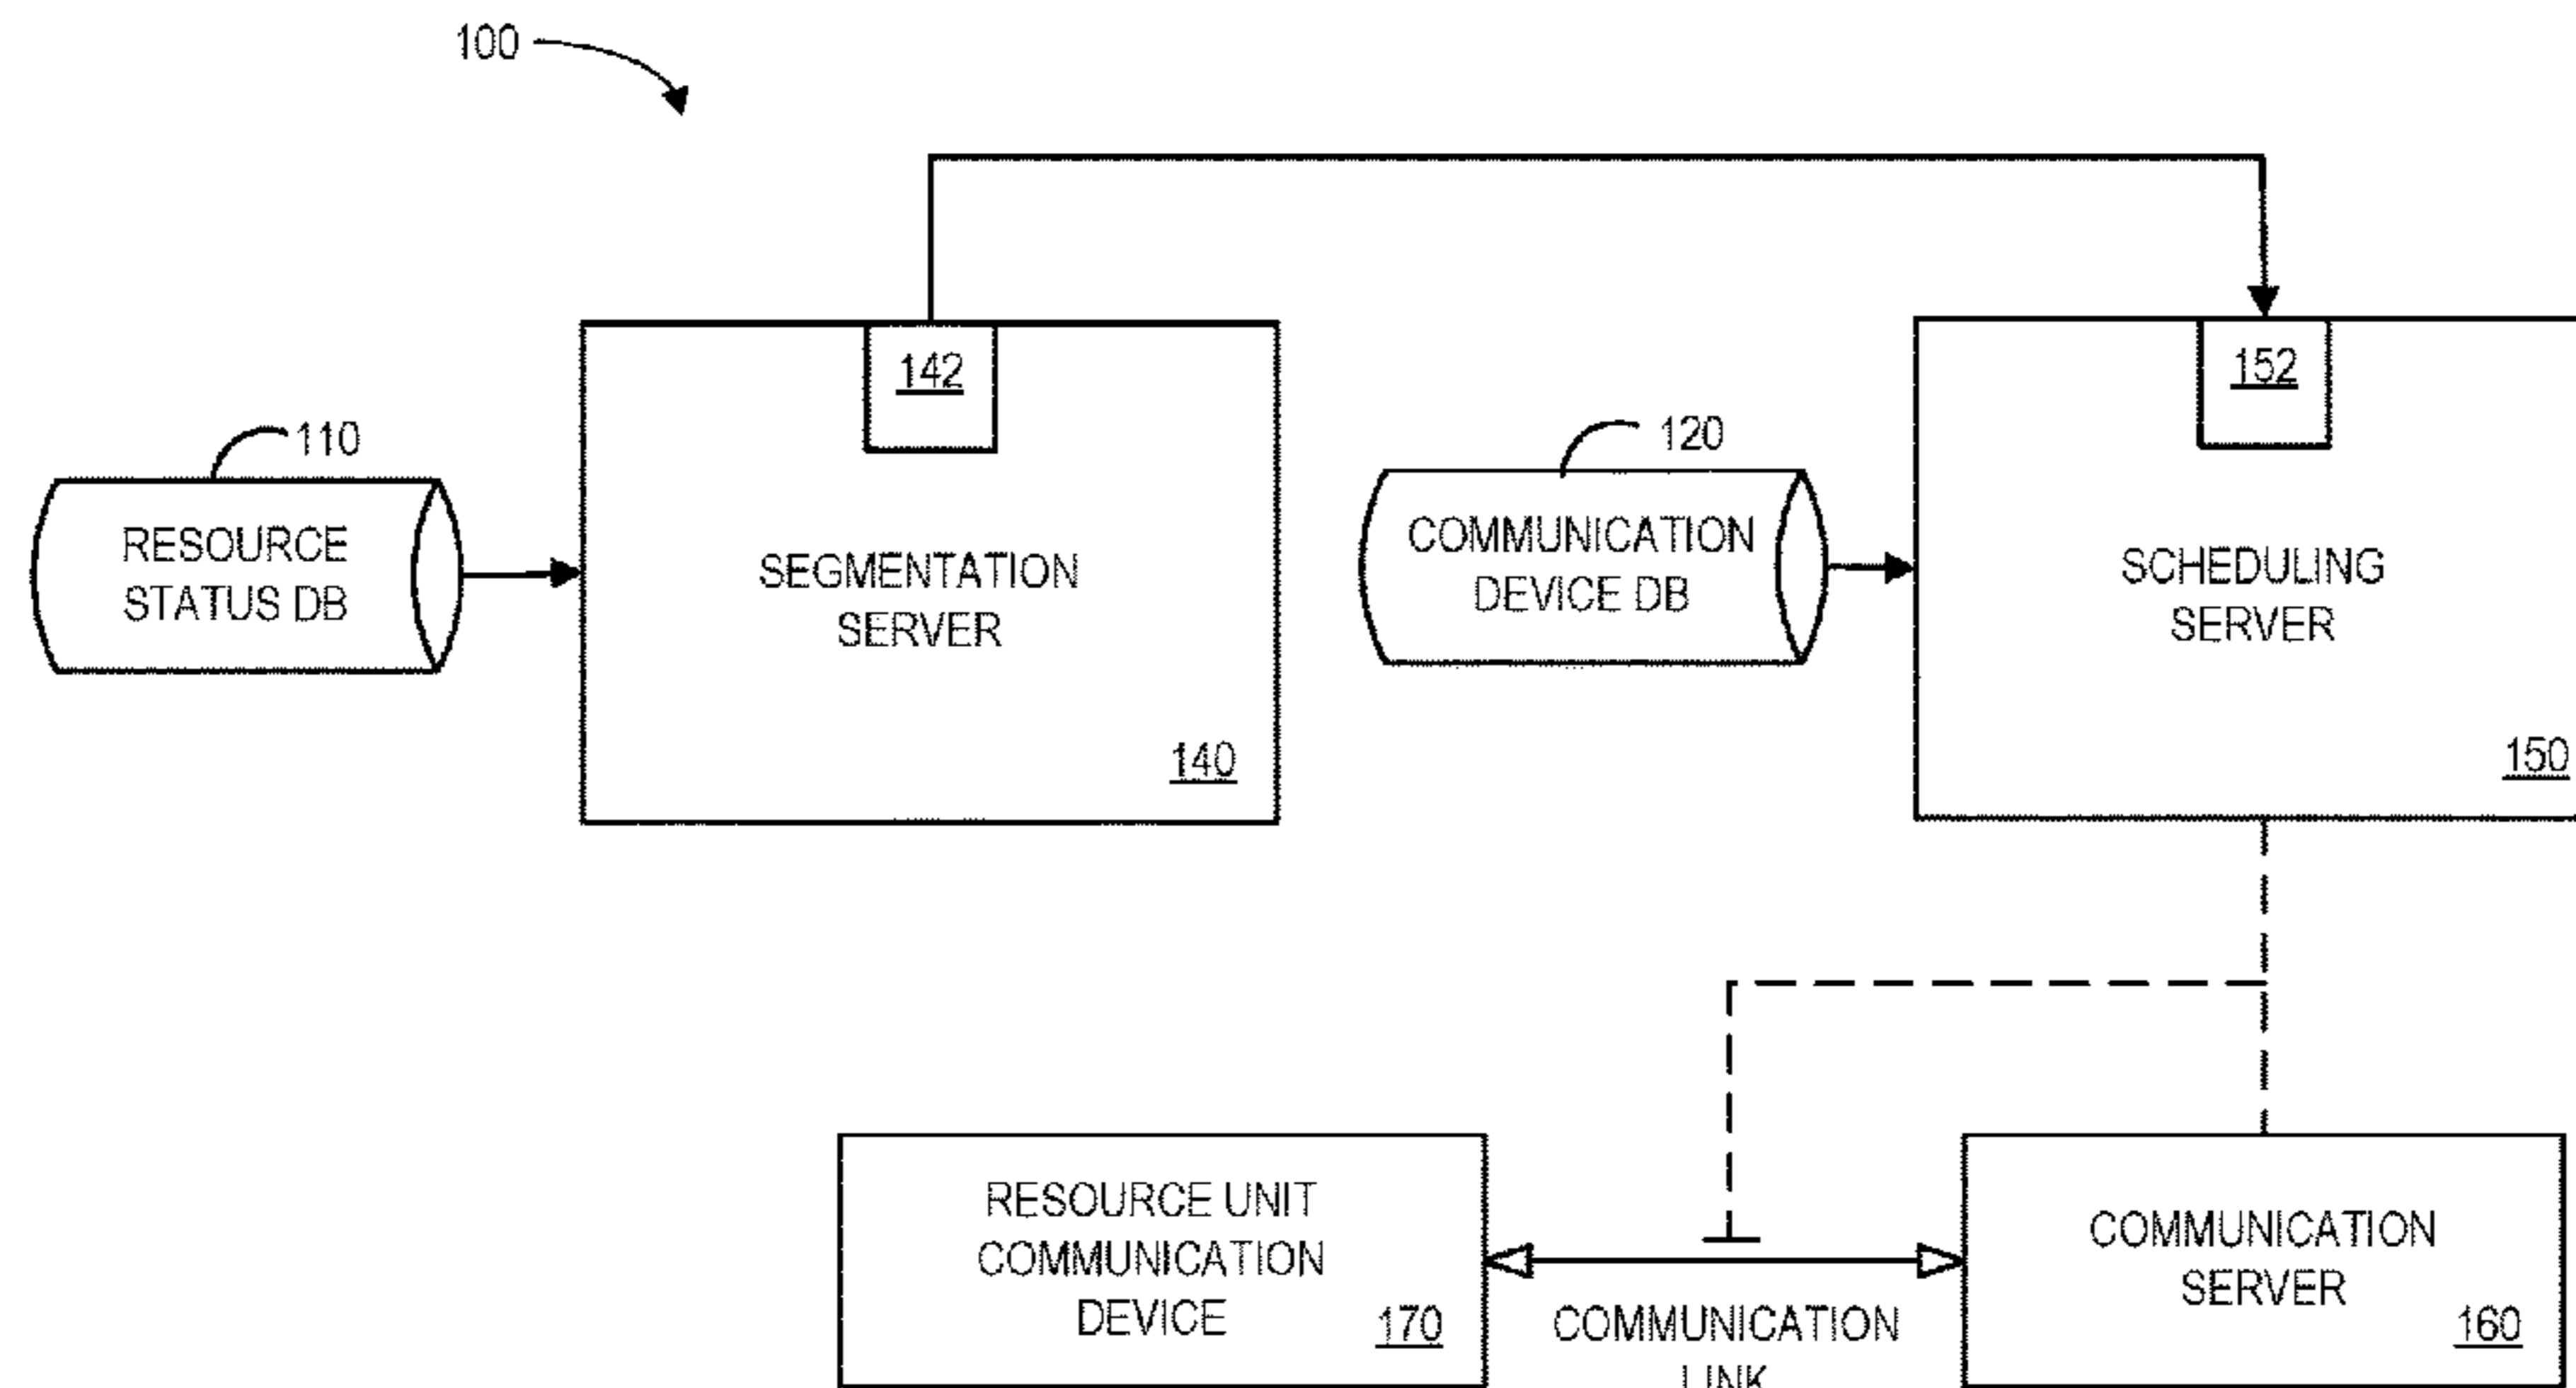 100
142
152
110
120
RESOURCE
STATUS DB
SEGMENTATION
SERVER
COMMUNICATION
DEVICE DB
SCHEDULING
SERVER
140
150
RESOURCE UNIT
COMMUNICATION
DEVICE
170
COMMUNICATION
LINK
COMMUNICATION
SERVER
160